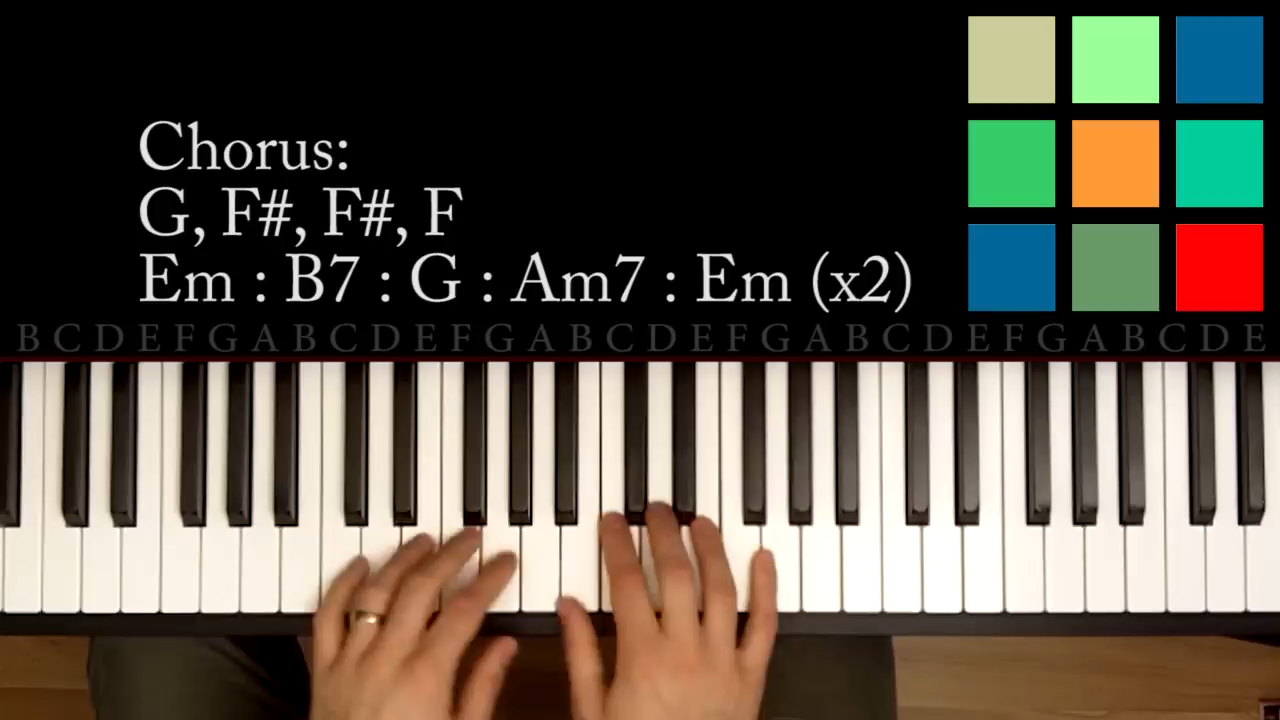 Chorus:
G, F#, F#, F
Em : B7 : G : Am7 : Em (x2)
B C D E F G A B C D E F G A B C D E F G A B C D E F G A B C D E